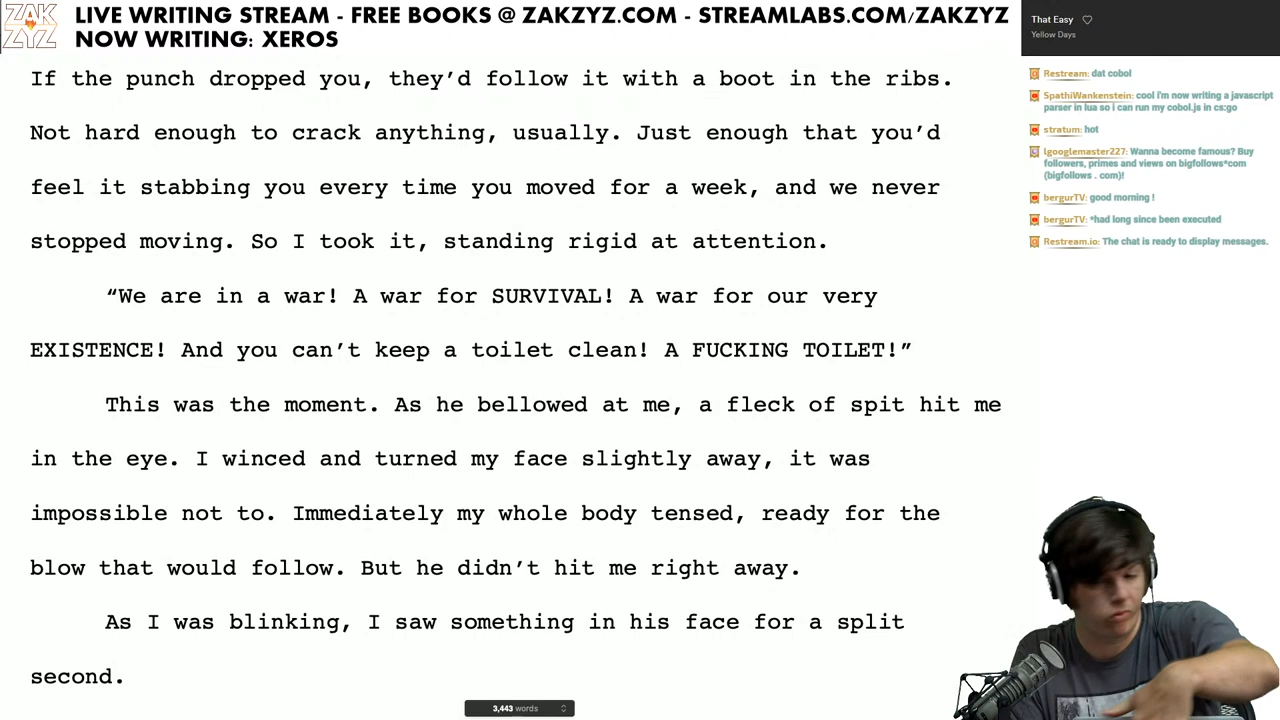 ZAK
ZYZ
LIVE WRITING STREAM - FREE BOOKS @ ZAKZYZ.COM - STREAMLABS.COM/ZAKZYZ
NOW WRITING: XEROS
If the punch dropped you, they’d follow it with a boot in the ribs.
Not hard enough to crack anything, usually. Just enough that you’d
feel it stabbing you every time you moved for a week, and we never
stopped moving. So I took it, standing rigid at attention.
“We are in a war! A war for SURVIVAL! A war for our very
EXISTENCE! And you can’t keep a toilet clean! A FUCKING TOILET!”
This was the moment. As he bellowed at me, a fleck of spit hit me
in the eye. I winced and turned my face slightly away, it was
impossible not to. Immediately my whole body tensed, ready for the
blow that would follow. But he didn’t hit me right away.
As I was blinking, I saw something in his face for a split
second.
3,443 words
That Easy
Yellow Days
Restream: dat cobol
SpathiWankenstein: cool i'm now writing a javascript
parser in lua so i can run my cobol.js in cs:go
stratum: hot
lgooglemaster227: Wanna become famous? Buy
followers, primes and views on bigfollows*com
(bigfollows . com)!
bergurTV: good morning !
bergurTV: *had long since been executed
Restream.io: The chat is ready to display messages.